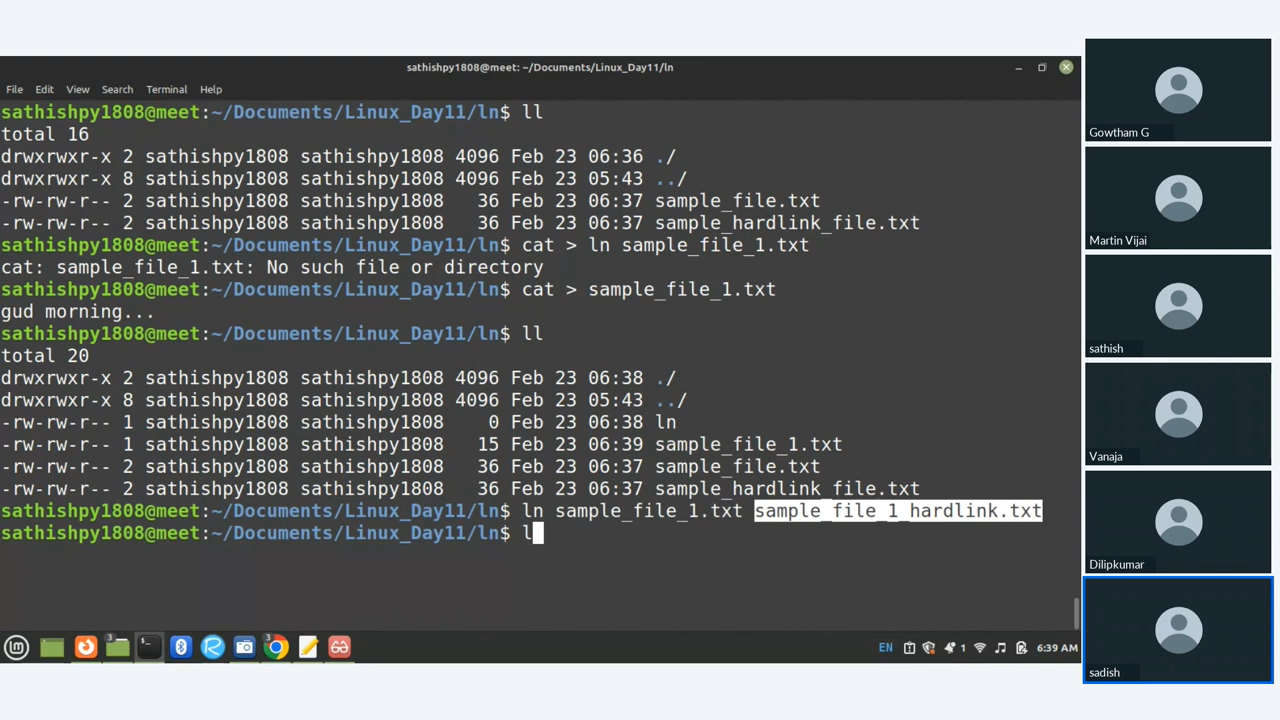 sathishpy1808@meet: ~/Documents/Linux_Day11/ln
File Edit View Search Terminal Help
sathishpy1808@meet:~/Documents/Linux_Day11/ln$ ll
total 16
drwxrwxr-x 2 sathishpy1808 sathishpy1808 4096 Feb 23 06:36 ./
drwxrwxr-x 8 sathishpy1808 sathishpy1808 4096 Feb 23 05:43 ../
-rw-rw-r-- 2 sathishpy1808 sathishpy1808   36 Feb 23 06:37 sample_file.txt
-rw-rw-r-- 2 sathishpy1808 sathishpy1808   36 Feb 23 06:37 sample_hardlink_file.txt
sathishpy1808@meet:~/Documents/Linux_Day11/ln$ cat > ln sample_file_1.txt
cat: sample_file_1.txt: No such file or directory
sathishpy1808@meet:~/Documents/Linux_Day11/ln$ cat > sample_file_1.txt
gud morning...
sathishpy1808@meet:~/Documents/Linux_Day11/ln$ ll
total 20
drwxrwxr-x 2 sathishpy1808 sathishpy1808 4096 Feb 23 06:38 ./
drwxrwxr-x 8 sathishpy1808 sathishpy1808 4096 Feb 23 05:43 ../
-rw-rw-r-- 1 sathishpy1808 sathishpy1808    0 Feb 23 06:38 ln
-rw-rw-r-- 1 sathishpy1808 sathishpy1808   15 Feb 23 06:39 sample_file_1.txt
-rw-rw-r-- 2 sathishpy1808 sathishpy1808   36 Feb 23 06:37 sample_file.txt
-rw-rw-r-- 2 sathishpy1808 sathishpy1808   36 Feb 23 06:37 sample_hardlink_file.txt
sathishpy1808@meet:~/Documents/Linux_Day11/ln$ ln sample_file_1.txt sample_file_1_hardlink.txt
sathishpy1808@meet:~/Documents/Linux_Day11/ln$ l
3 3 EN 1 6:39 AM
Gowtham G
Martin Vijai
sathish
Vanaja
Dilipkumar
sadish